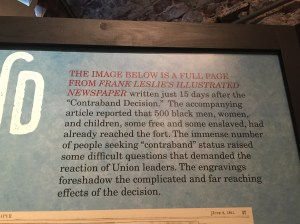 THE IMAGE BELOW IS A FULL PAGE
FROM FRANK LESLIE'S ILLUSTRATED
NEWSPAPER written just 15 days after the
"Contraband Decision." The accompanying
article reported that 500 black men, women,
and children, some free and some enslaved, had
already reached the fort. The immense number
of people seeking "contraband" status raised
some difficult questions that demanded the
reaction of Union leaders. The engravings
foreshadow the complicated and far reaching
effects of the decision.